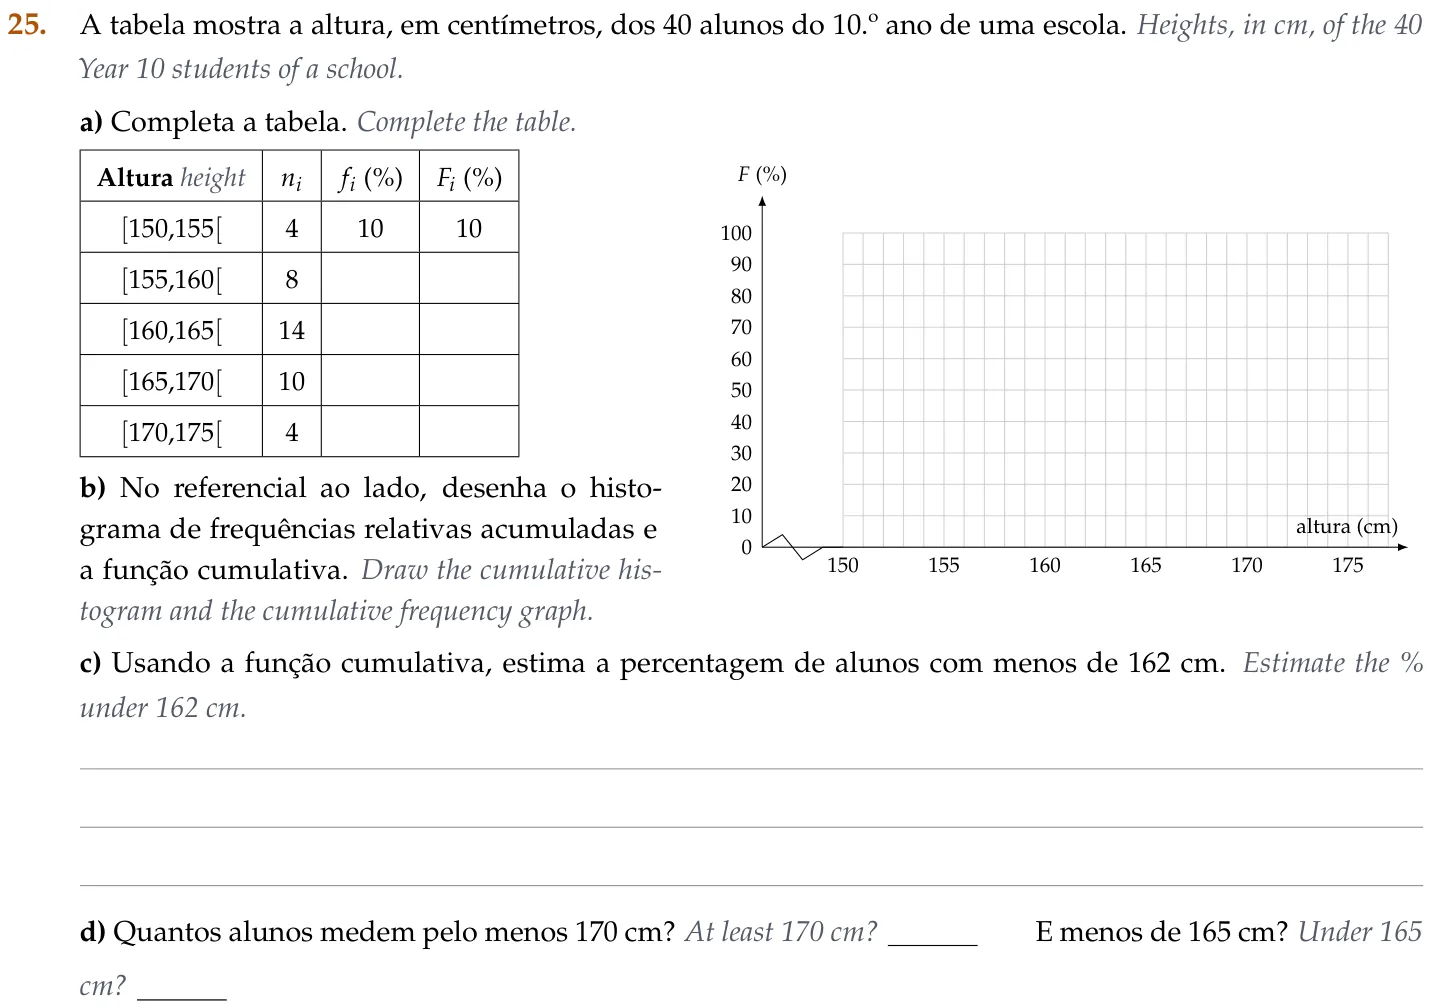 25. A tabela mostra a altura, em centímetros, dos 40 alunos do 10.º ano de uma escola. Heights, in cm, of the 40
Year 10 students of a school.
a) Completa a tabela. Complete the table.
Altura height nᵢ fᵢ (%) Fᵢ (%)
[150,155[ 4 10 10
[155,160[ 8
[160,165[ 14
[165,170[ 10
[170,175[ 4
F (%)
100
90
80
70
60
50
40
30
20
10
0
altura (cm)
150 155 160 165 170 175
b) No referencial ao lado, desenha o histo-
grama de frequências relativas acumuladas e
a função cumulativa. Draw the cumulative his-
togram and the cumulative frequency graph.
c) Usando a função cumulativa, estima a percentagem de alunos com menos de 162 cm. Estimate the %
under 162 cm.
d) Quantos alunos medem pelo menos 170 cm? At least 170 cm? ______ E menos de 165 cm? Under 165
cm? ______